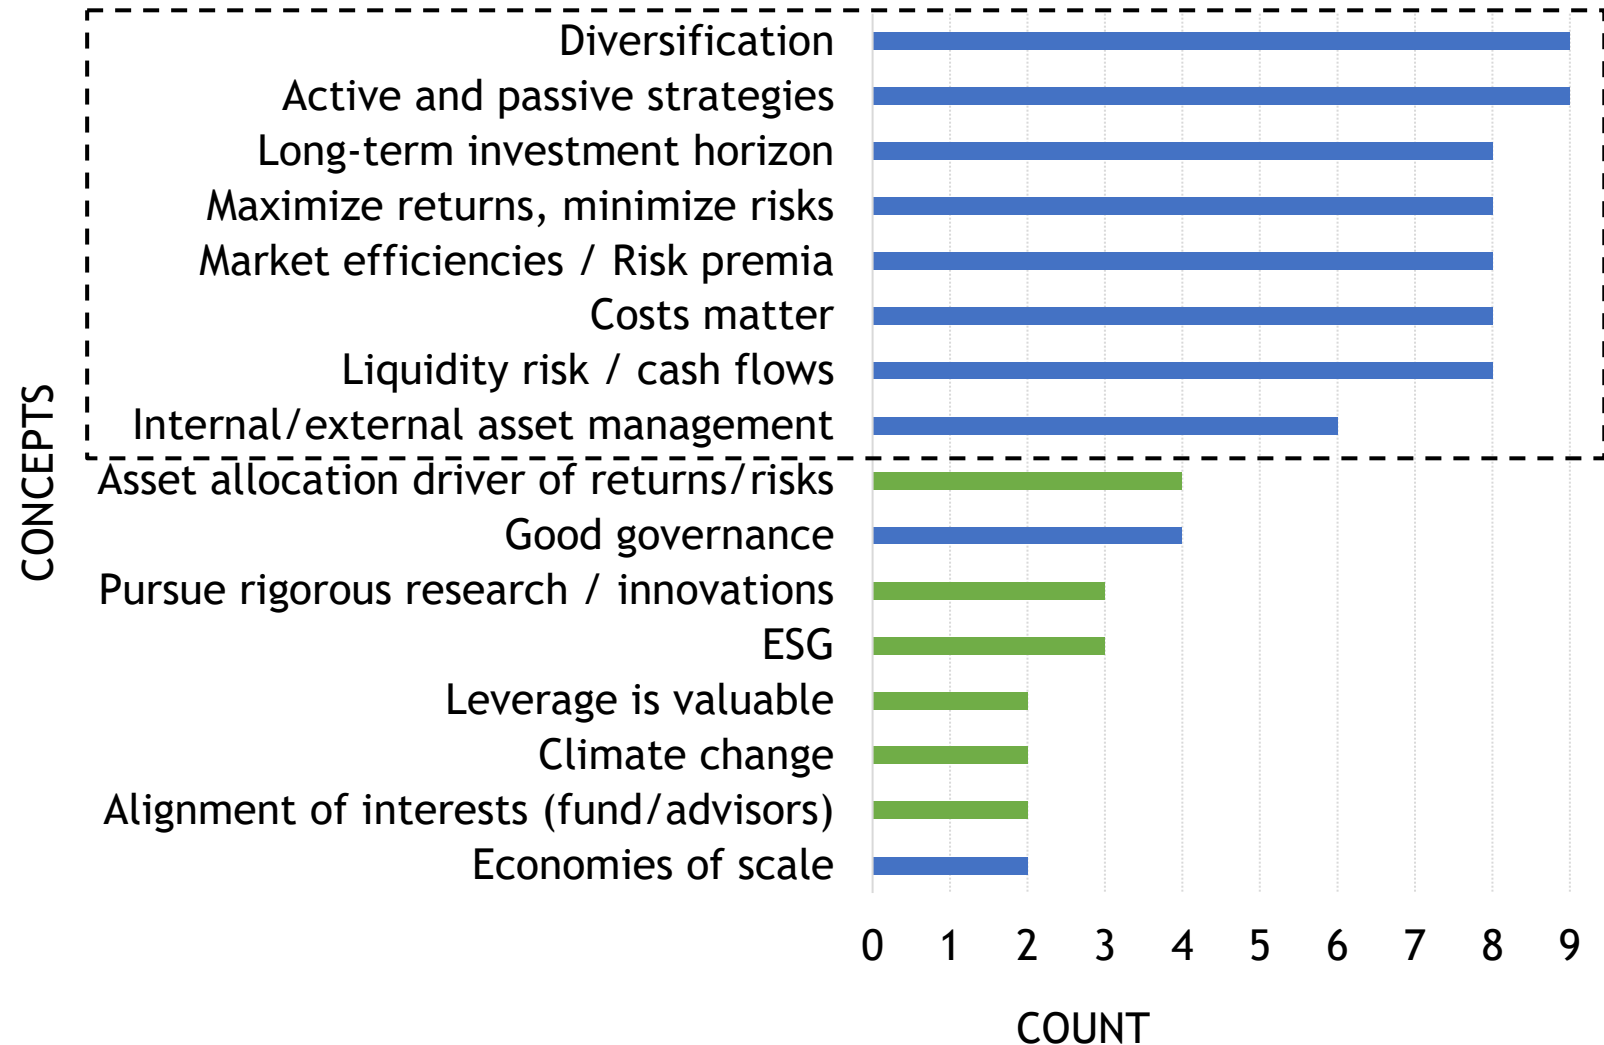 Diversification
Active and passive strategies
Long-term investment horizon
Maximize returns, minimize risks
Market efficiencies / Risk premia
Costs matter
Liquidity risk / cash flows
Internal/external asset management
Asset allocation driver of returns/risks
Good governance
Pursue rigorous research / innovations
ESG
Leverage is valuable
Climate change
Alignment of interests (fund/advisors)
Economies of scale
CONCEPTS
0 1 2 3 4 5 6 7 8 9
COUNT